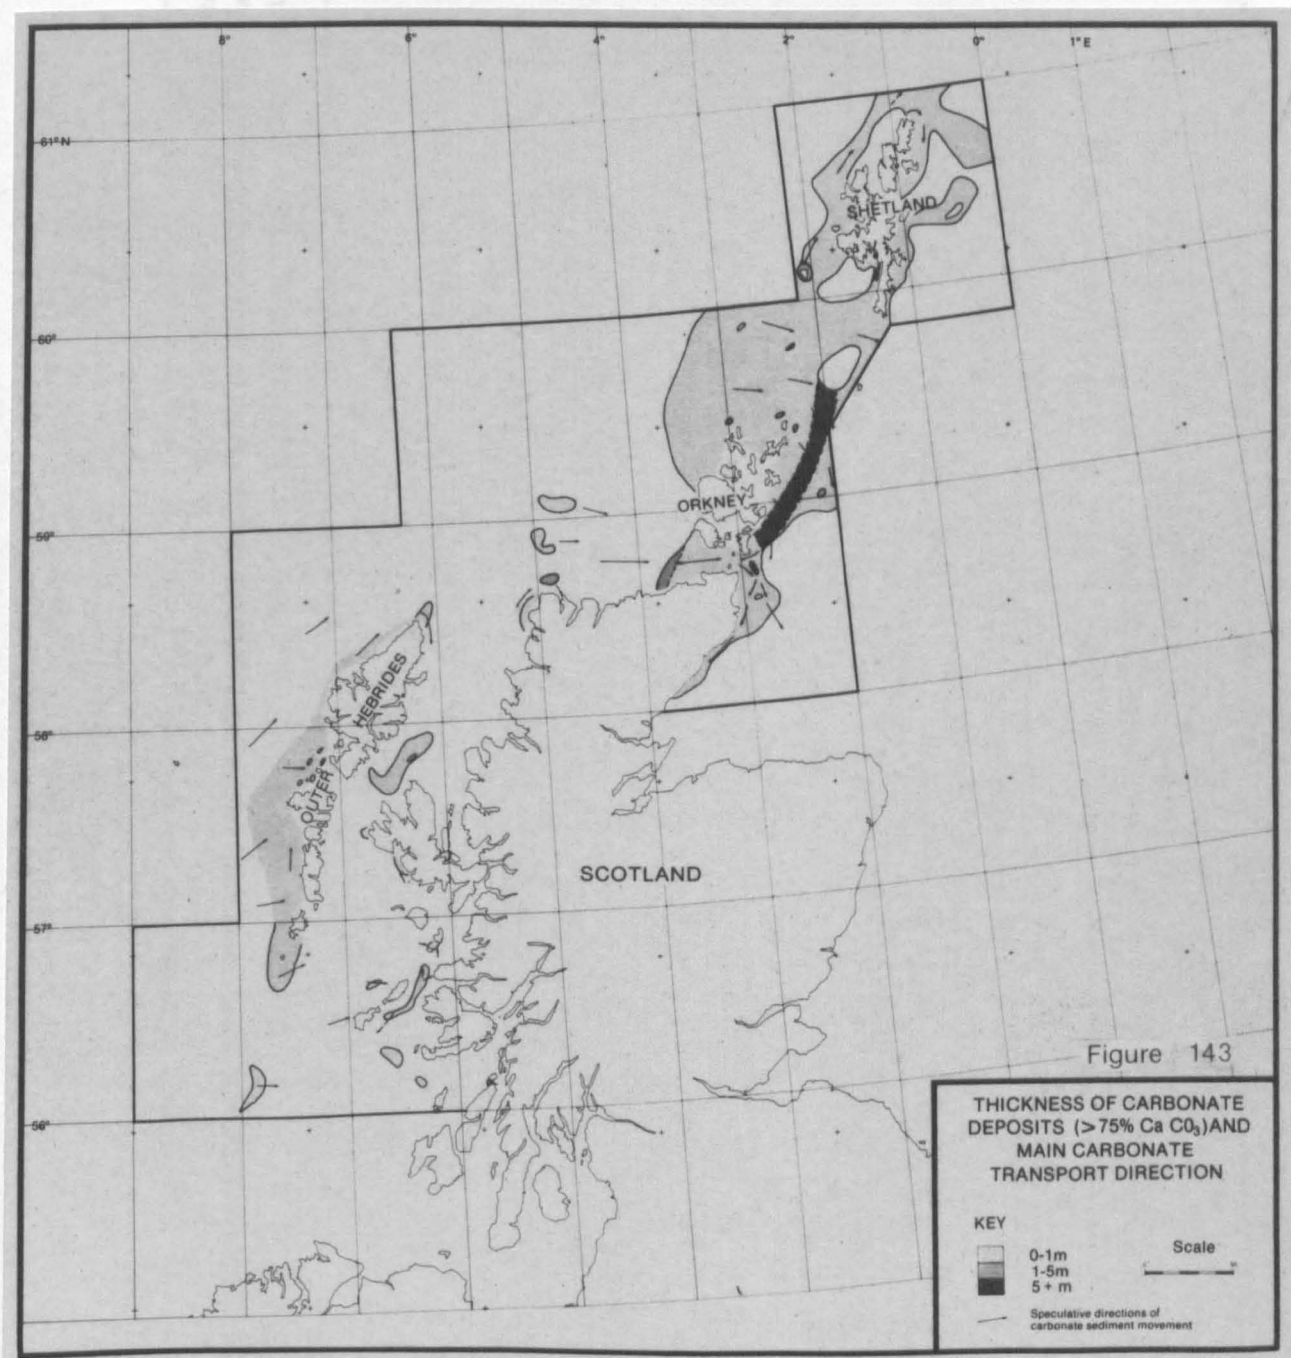 8° 6° 4° 2° 0° 1° E
61° N
SHETLAND
60°
ORKNEY
59°
OUTER HEBRIDES
58°
SCOTLAND
57°
56°
Figure 143
THICKNESS OF CARBONATE
DEPOSITS (>75% Ca C0₃) AND
MAIN CARBONATE
TRANSPORT DIRECTION
KEY
Scale
0-1m
1-5m
5 + m
Speculative directions of
carbonate sediment movement